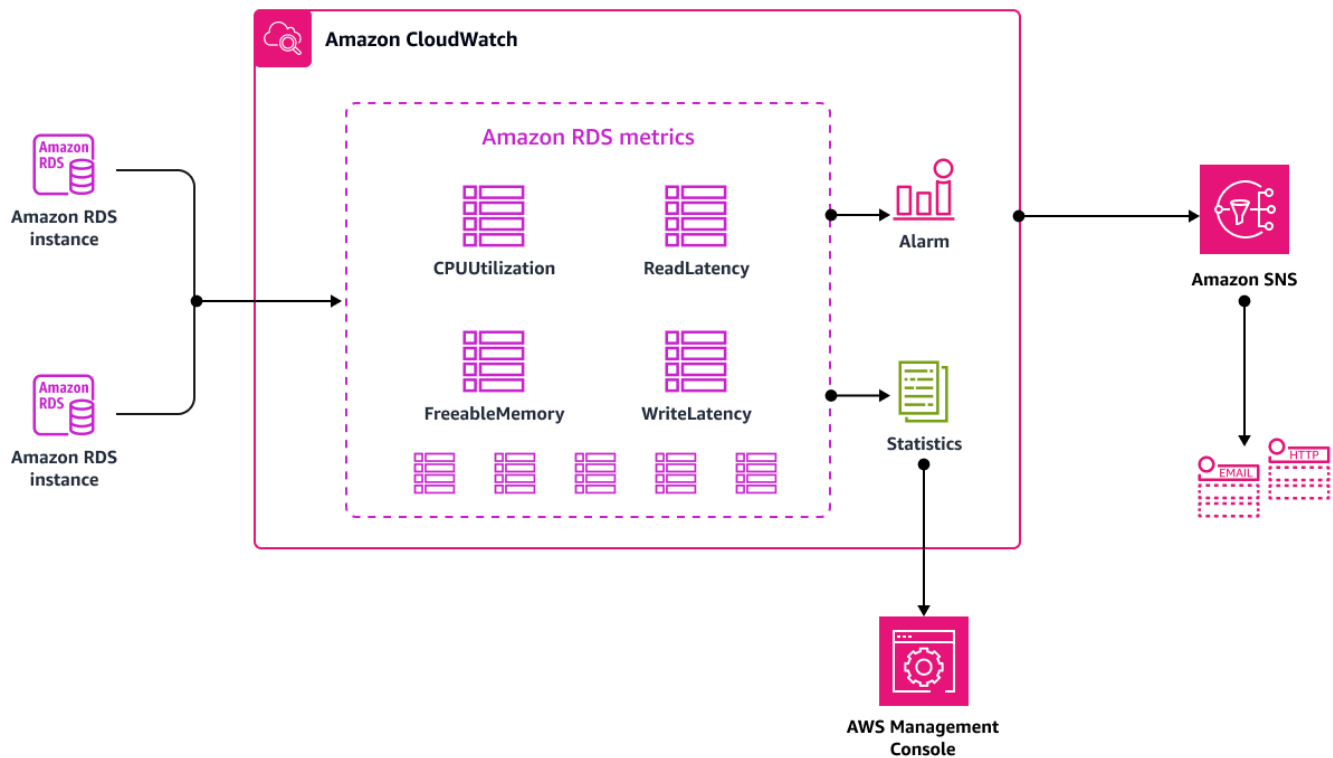 Amazon CloudWatch
Amazon RDS metrics
Amazon
RDS
Amazon RDS
instance
CPUUtilization
ReadLatency
Alarm
Amazon SNS
FreeableMemory
WriteLatency
Statistics
Amazon
RDS
Amazon RDS
instance
EMAIL
HTTP
AWS Management
Console